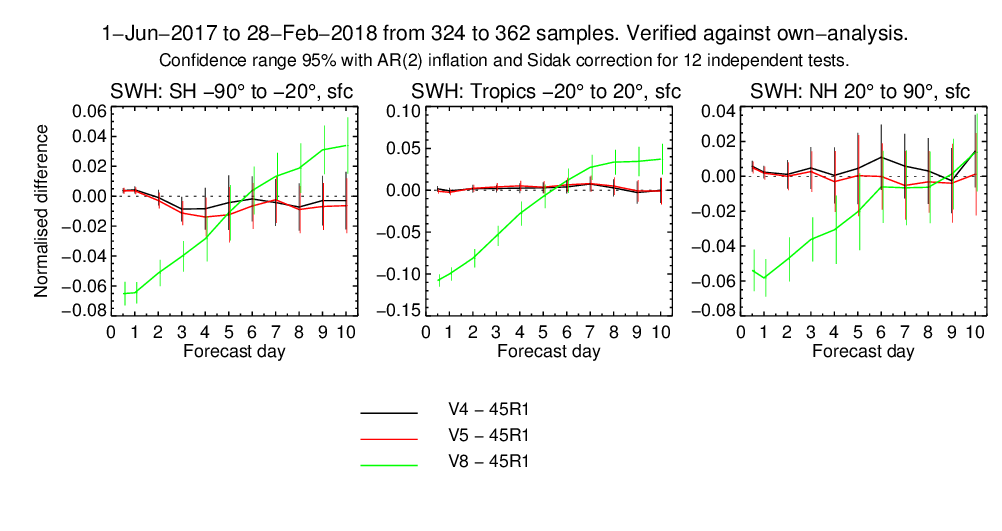 1−Jun−2017 to 28−Feb−2018 from 324 to 362 samples. Verified against own−analysis.
Confidence range 95% with AR(2) inflation and Sidak correction for 12 independent tests.
SWH: SH −90° to −20°, sfc
SWH: Tropics −20° to 20°, sfc
SWH: NH 20° to 90°, sfc
Normalised difference
0.06
0.04
0.02
0.00
−0.02
−0.04
−0.06
−0.08
0 1 2 3 4 5 6 7 8 9 10
Forecast day
0.10
0.05
0.00
−0.05
−0.10
−0.15
0 1 2 3 4 5 6 7 8 9 10
Forecast day
0.04
0.02
0.00
−0.02
−0.04
−0.06
−0.08
0 1 2 3 4 5 6 7 8 9 10
Forecast day
V4 − 45R1
V5 − 45R1
V8 − 45R1